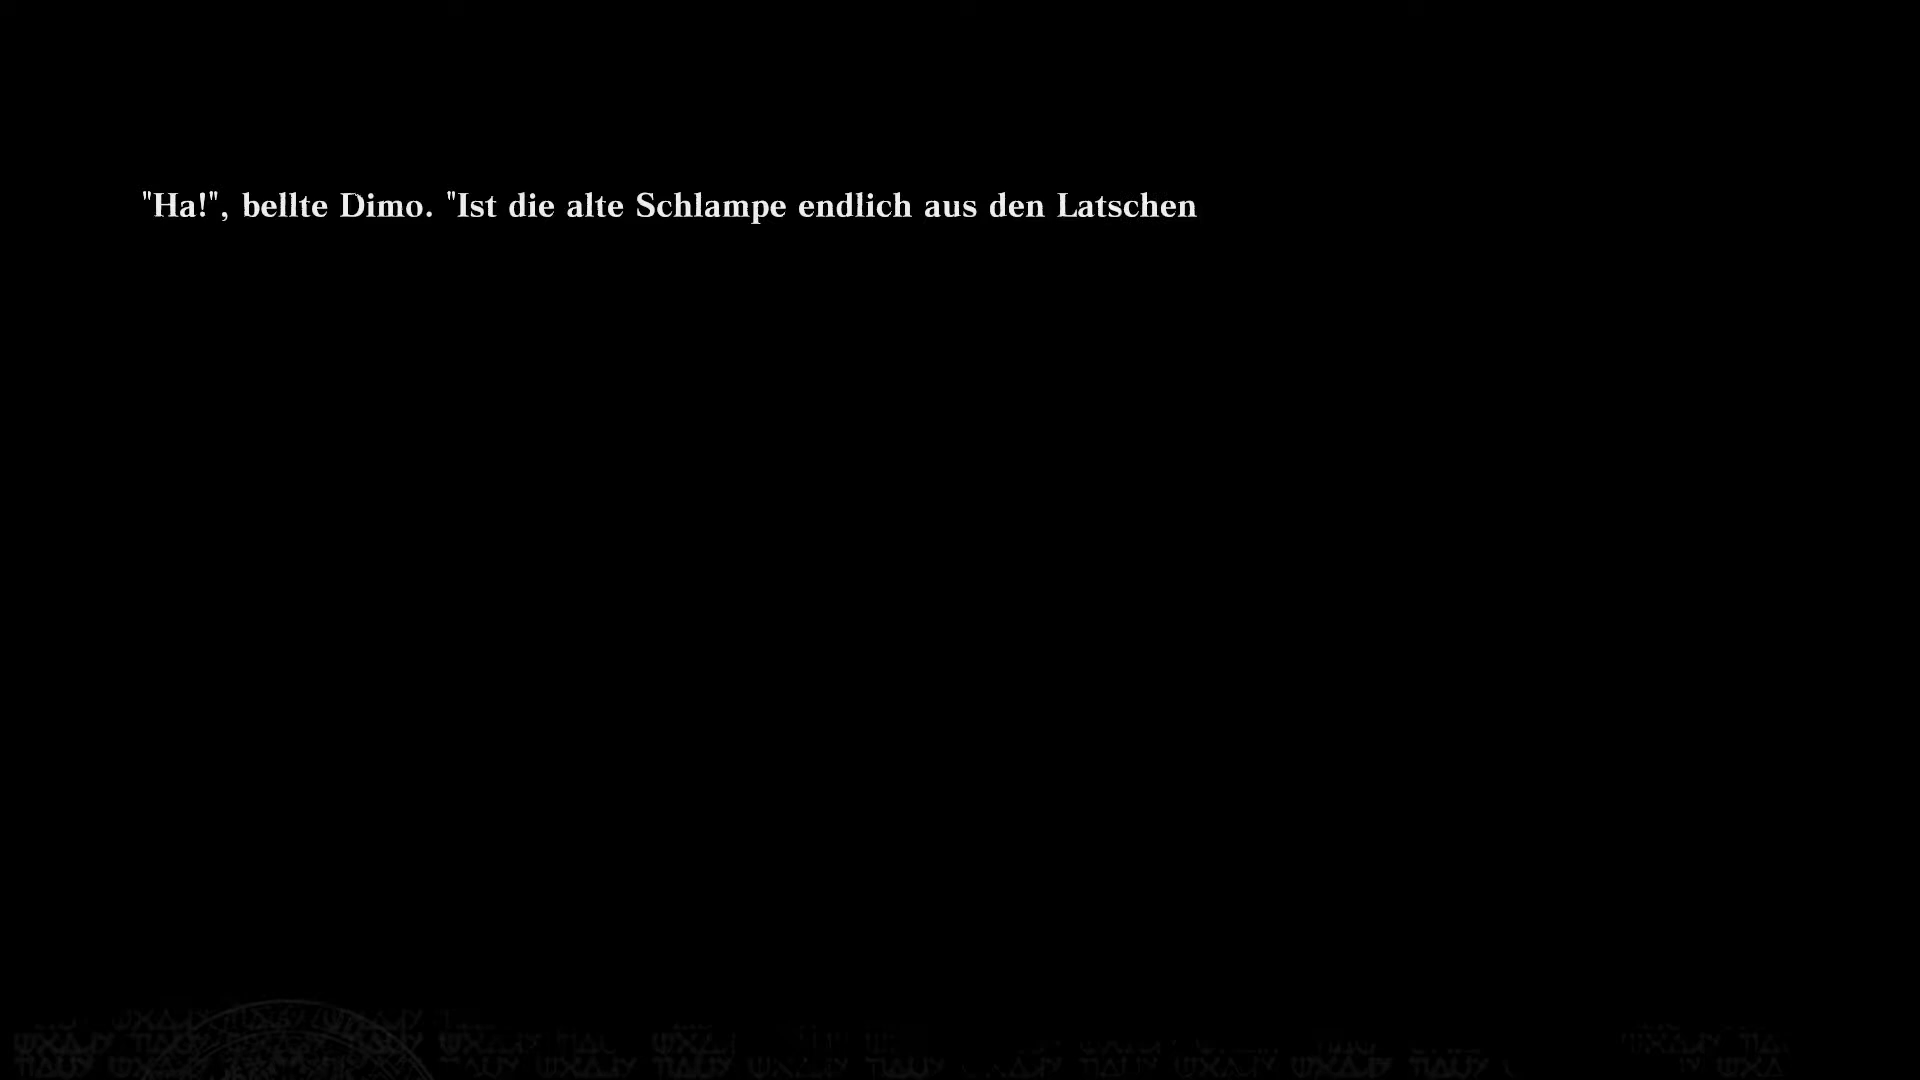 "Ha!", bellte Dimo. "Ist die alte Schlampe endlich aus den Latschen